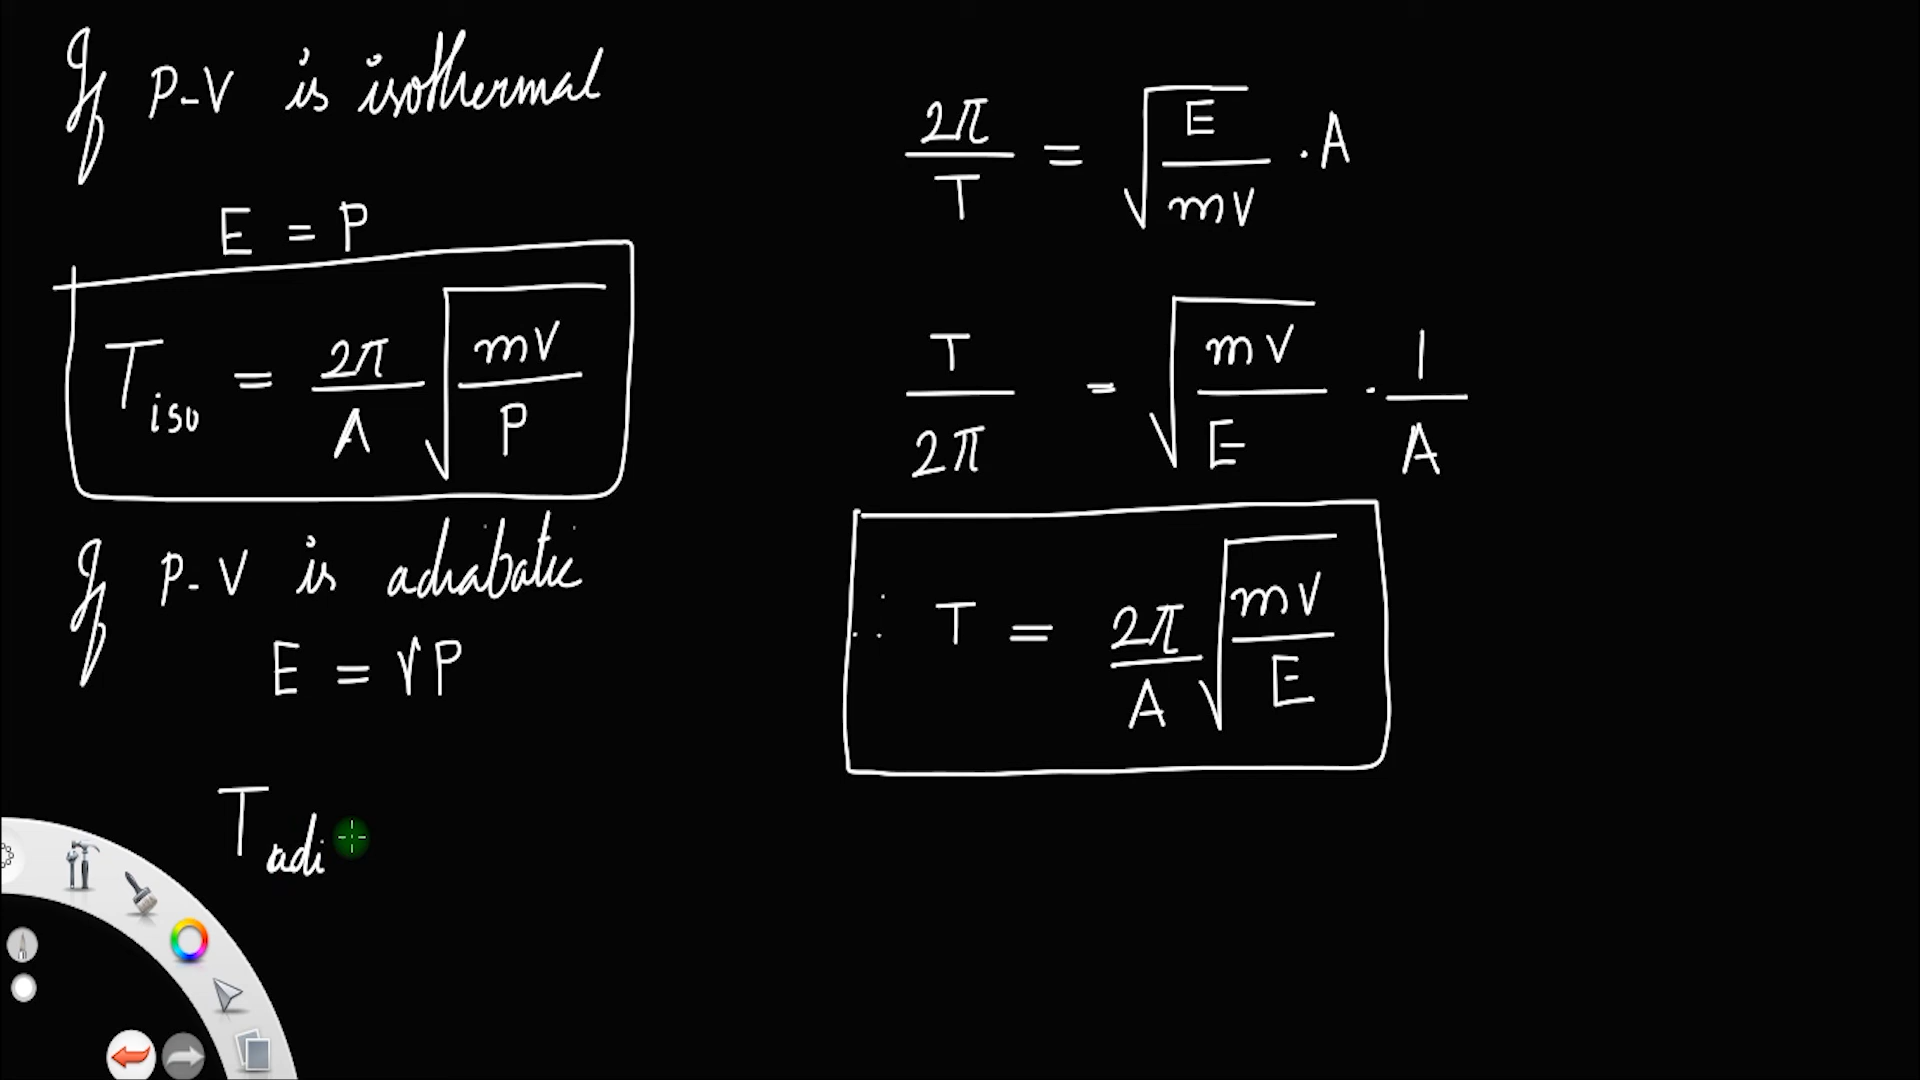 If P-V is isothermal
E = P
T_iso = 2π/A √(mV/P)
If P-V is adiabatic
E = γP
T_adi
2π/T = √(E/mV) . A
T/2π = √(mV/E) . 1/A
∴ T = 2π/A √(mV/E)